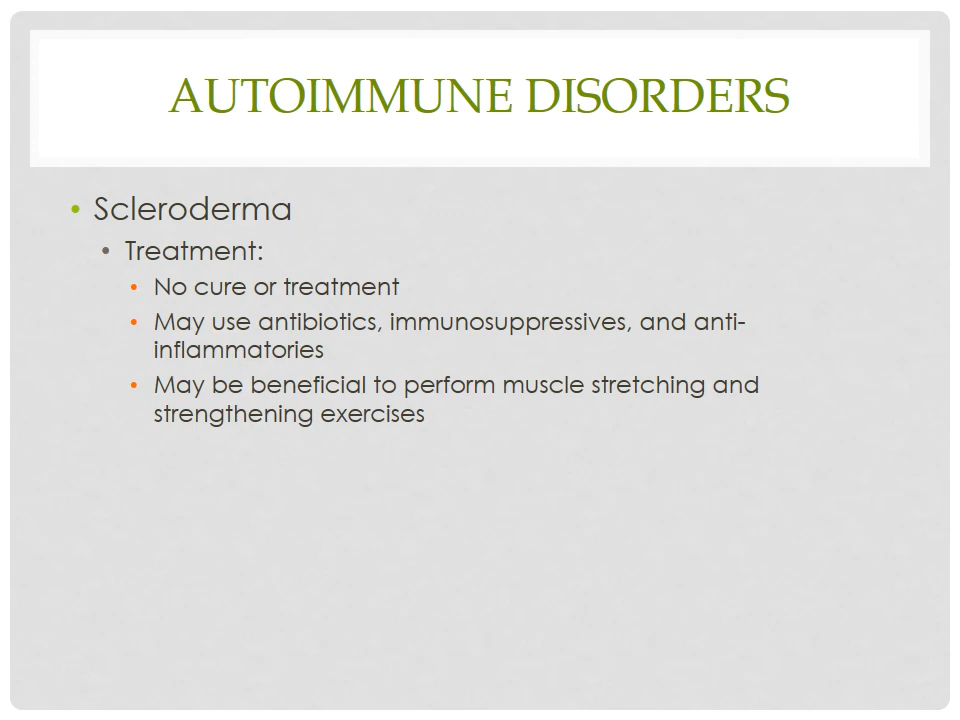 AUTOIMMUNE DISORDERS
• Scleroderma
• Treatment:
• No cure or treatment
• May use antibiotics, immunosuppressives, and anti-
inflammatories
• May be beneficial to perform muscle stretching and
strengthening exercises